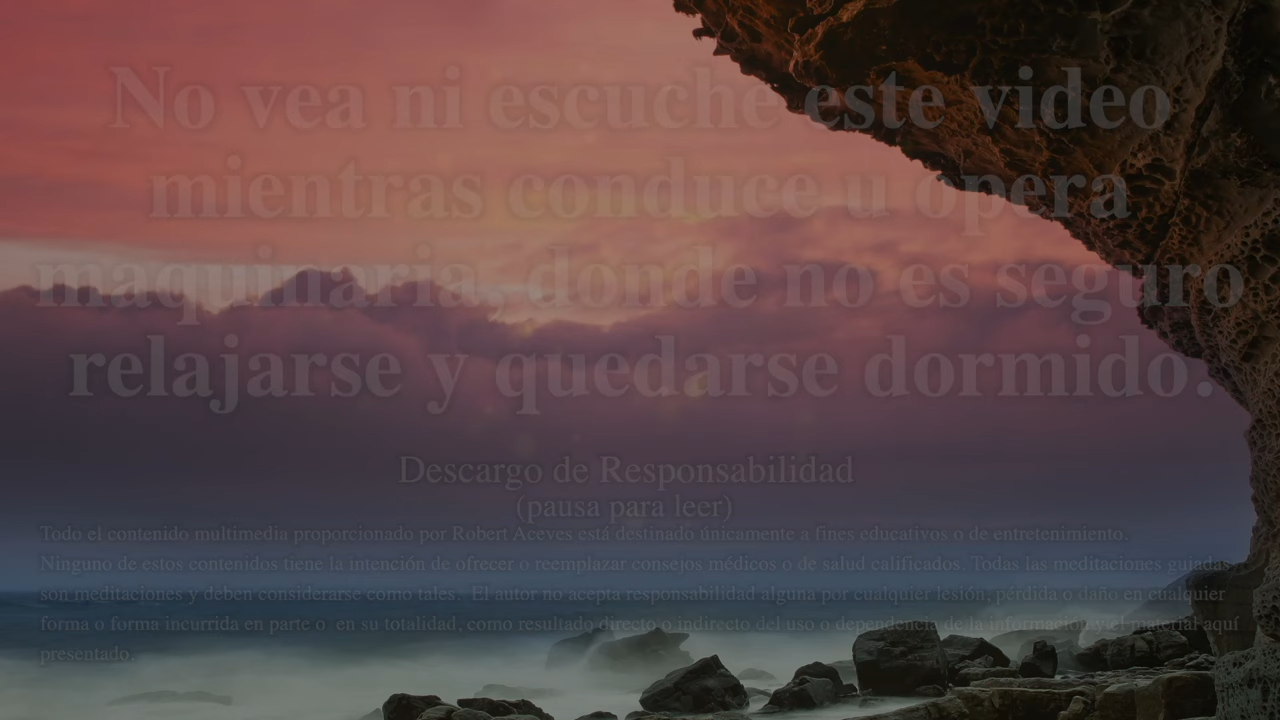 No vea ni escuche este video
mientras conduce u opera
maquinaria, donde no es seguro
relajarse y quedarse dormido.
Descargo de Responsabilidad
(pausa para leer)
Todo el contenido multimedia proporcionado por Robert Aceves está destinado únicamente a fines educativos o de entretenimiento.
Ninguno de estos contenidos tiene la intención de ofrecer o reemplazar consejos médicos o de salud calificados. Todas las meditaciones guiadas
son meditaciones y deben considerarse como tales. El autor no acepta responsabilidad alguna por cualquier lesión, pérdida o daño en cualquier
forma o forma incurrida en parte o en su totalidad, como resultado directo o indirecto del uso o dependencia de la información y el material aquí
presentado.